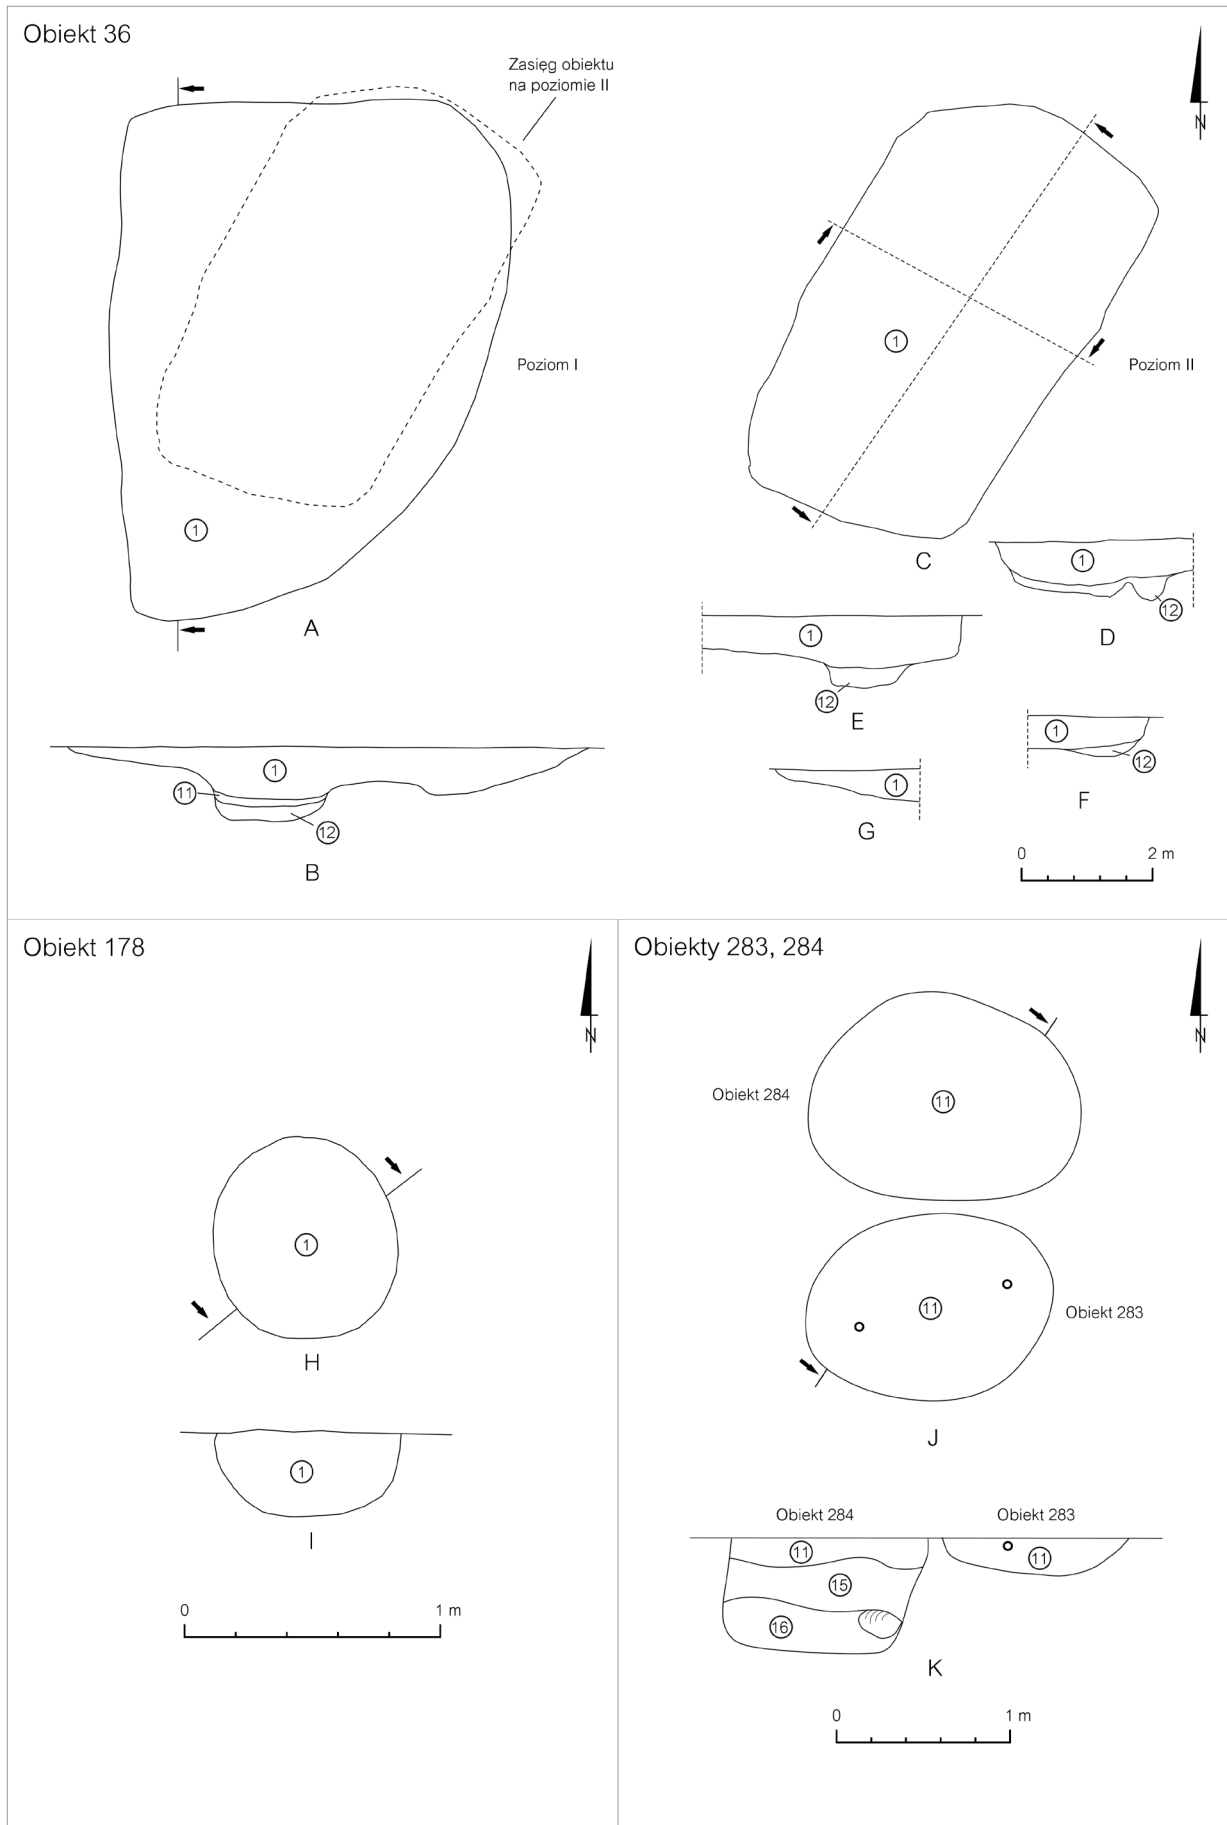 Obiekt 36
Zasięg obiektu
na poziomie II
N
Poziom I
1
A
1
Poziom II
C
1
12
D
1
12
E
1
11
12
B
1
12
F
1
G
0 2 m
Obiekt 178
N
1
H
1
I
0 1 m
Obiekty 283, 284
N
Obiekt 284
11
11
Obiekt 283
J
Obiekt 284 Obiekt 283
11
11
15
16
K
0 1 m